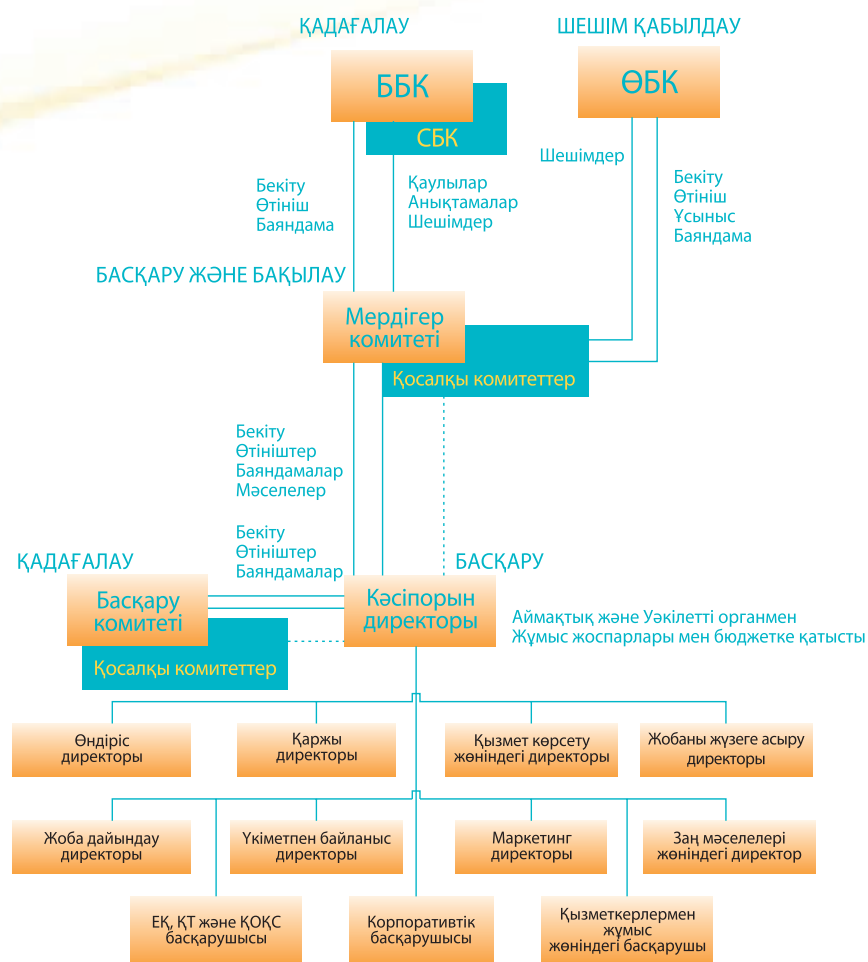 ҚАДАҒАЛАУ
ШЕШІМ ҚАБЫЛДАУ
ББК
ӨБК
СБК
Шешімдер
Бекіту
Өтініш
Баяндама
Қаулылар
Анықтамалар
Шешімдер
Бекіту
Өтініш
Ұсыныс
Баяндама
БАСҚАРУ ЖӘНЕ БАҚЫЛАУ
Мердігер
комитеті
Қосалқы комитеттер
Бекіту
Өтініштер
Баяндамалар
Мәселелер
Бекіту
Өтініштер
Баяндамалар
ҚАДАҒАЛАУ
БАСҚАРУ
Басқару
комитеті
Қосалқы комитеттер
Кәсіпорын
директоры
Аймақтық және Уәкілетті органмен
Жұмыс жоспарлары мен бюджетке қатысты
Өндіріс
директоры
Қаржы
директоры
Қызмет көрсету
жөніндегі директоры
Жобаны жүзеге асыру
директоры
Жоба дайындау
директоры
Үкіметпен байланыс
директоры
Маркетинг
директоры
Заң мәселелері
жөніндегі директор
ЕҚ, ҚТ және ҚОҚС
басқарушысы
Корпоративтік
басқарушысы
Қызметкерлермен
жұмыс
жөніндегі басқарушы